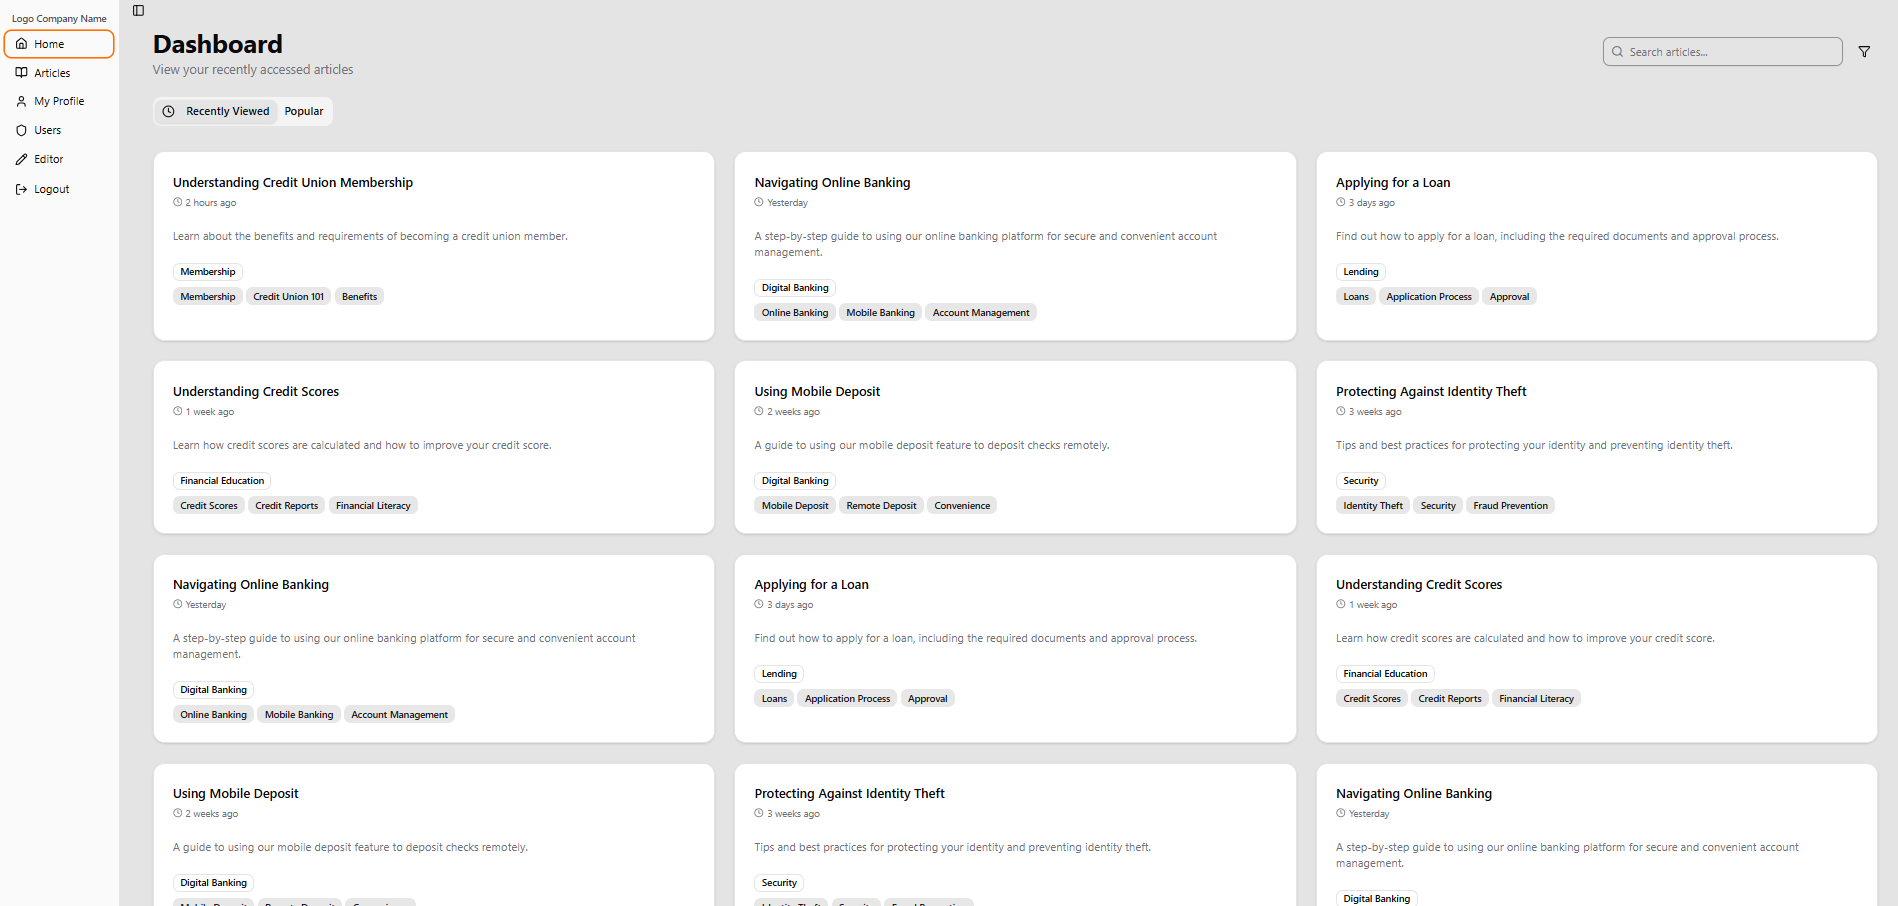 Logo Company Name
Home
Articles
My Profile
Users
Editor
Logout
Dashboard
View your recently accessed articles
Search articles...
Recently Viewed
Popular
Understanding Credit Union Membership
2 hours ago
Learn about the benefits and requirements of becoming a credit union member.
Membership
Membership Credit Union 101 Benefits
Navigating Online Banking
Yesterday
A step-by-step guide to using our online banking platform for secure and convenient account
management.
Digital Banking
Online Banking Mobile Banking Account Management
Applying for a Loan
3 days ago
Find out how to apply for a loan, including the required documents and approval process.
Lending
Loans Application Process Approval
Understanding Credit Scores
1 week ago
Learn how credit scores are calculated and how to improve your credit score.
Financial Education
Credit Scores Credit Reports Financial Literacy
Using Mobile Deposit
2 weeks ago
A guide to using our mobile deposit feature to deposit checks remotely.
Digital Banking
Mobile Deposit Remote Deposit Convenience
Protecting Against Identity Theft
3 weeks ago
Tips and best practices for protecting your identity and preventing identity theft.
Security
Identity Theft Security Fraud Prevention
Navigating Online Banking
Yesterday
A step-by-step guide to using our online banking platform for secure and convenient account
management.
Digital Banking
Online Banking Mobile Banking Account Management
Applying for a Loan
3 days ago
Find out how to apply for a loan, including the required documents and approval process.
Lending
Loans Application Process Approval
Understanding Credit Scores
1 week ago
Learn how credit scores are calculated and how to improve your credit score.
Financial Education
Credit Scores Credit Reports Financial Literacy
Using Mobile Deposit
2 weeks ago
A guide to using our mobile deposit feature to deposit checks remotely.
Digital Banking
Protecting Against Identity Theft
3 weeks ago
Tips and best practices for protecting your identity and preventing identity theft.
Security
Navigating Online Banking
Yesterday
A step-by-step guide to using our online banking platform for secure and convenient account
management.
Digital Banking